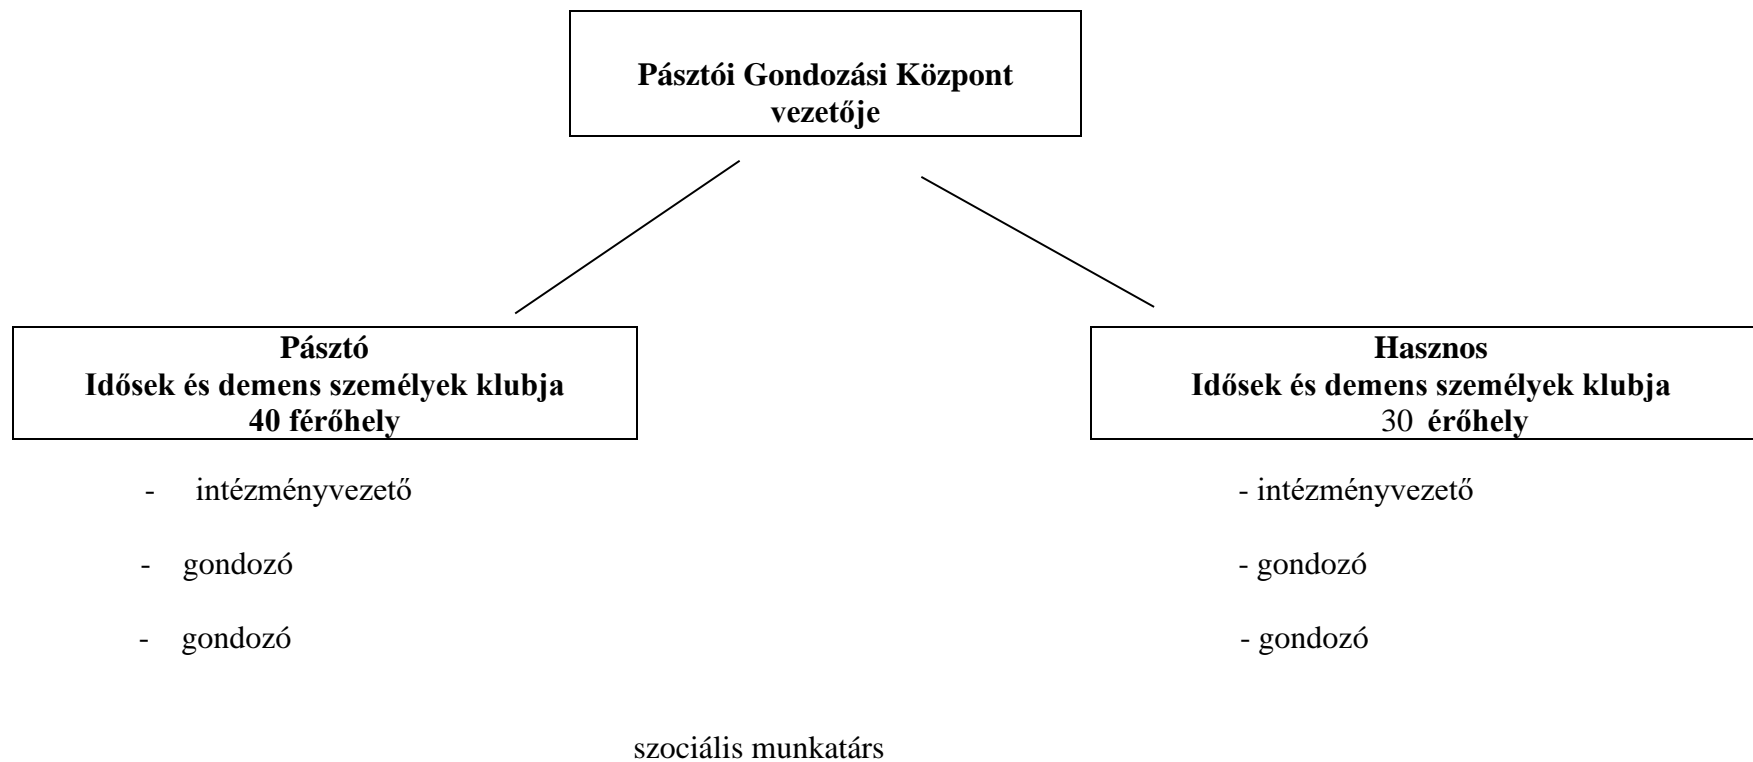 Pásztói Gondozási Központ
vezetője
Pásztó
Idősek és demens személyek klubja
40 férőhely
Hasznos
Idősek és demens személyek klubja
30 érőhely
- intézményvezető
- gondozó
- gondozó
- intézményvezető
- gondozó
- gondozó
szociális munkatárs